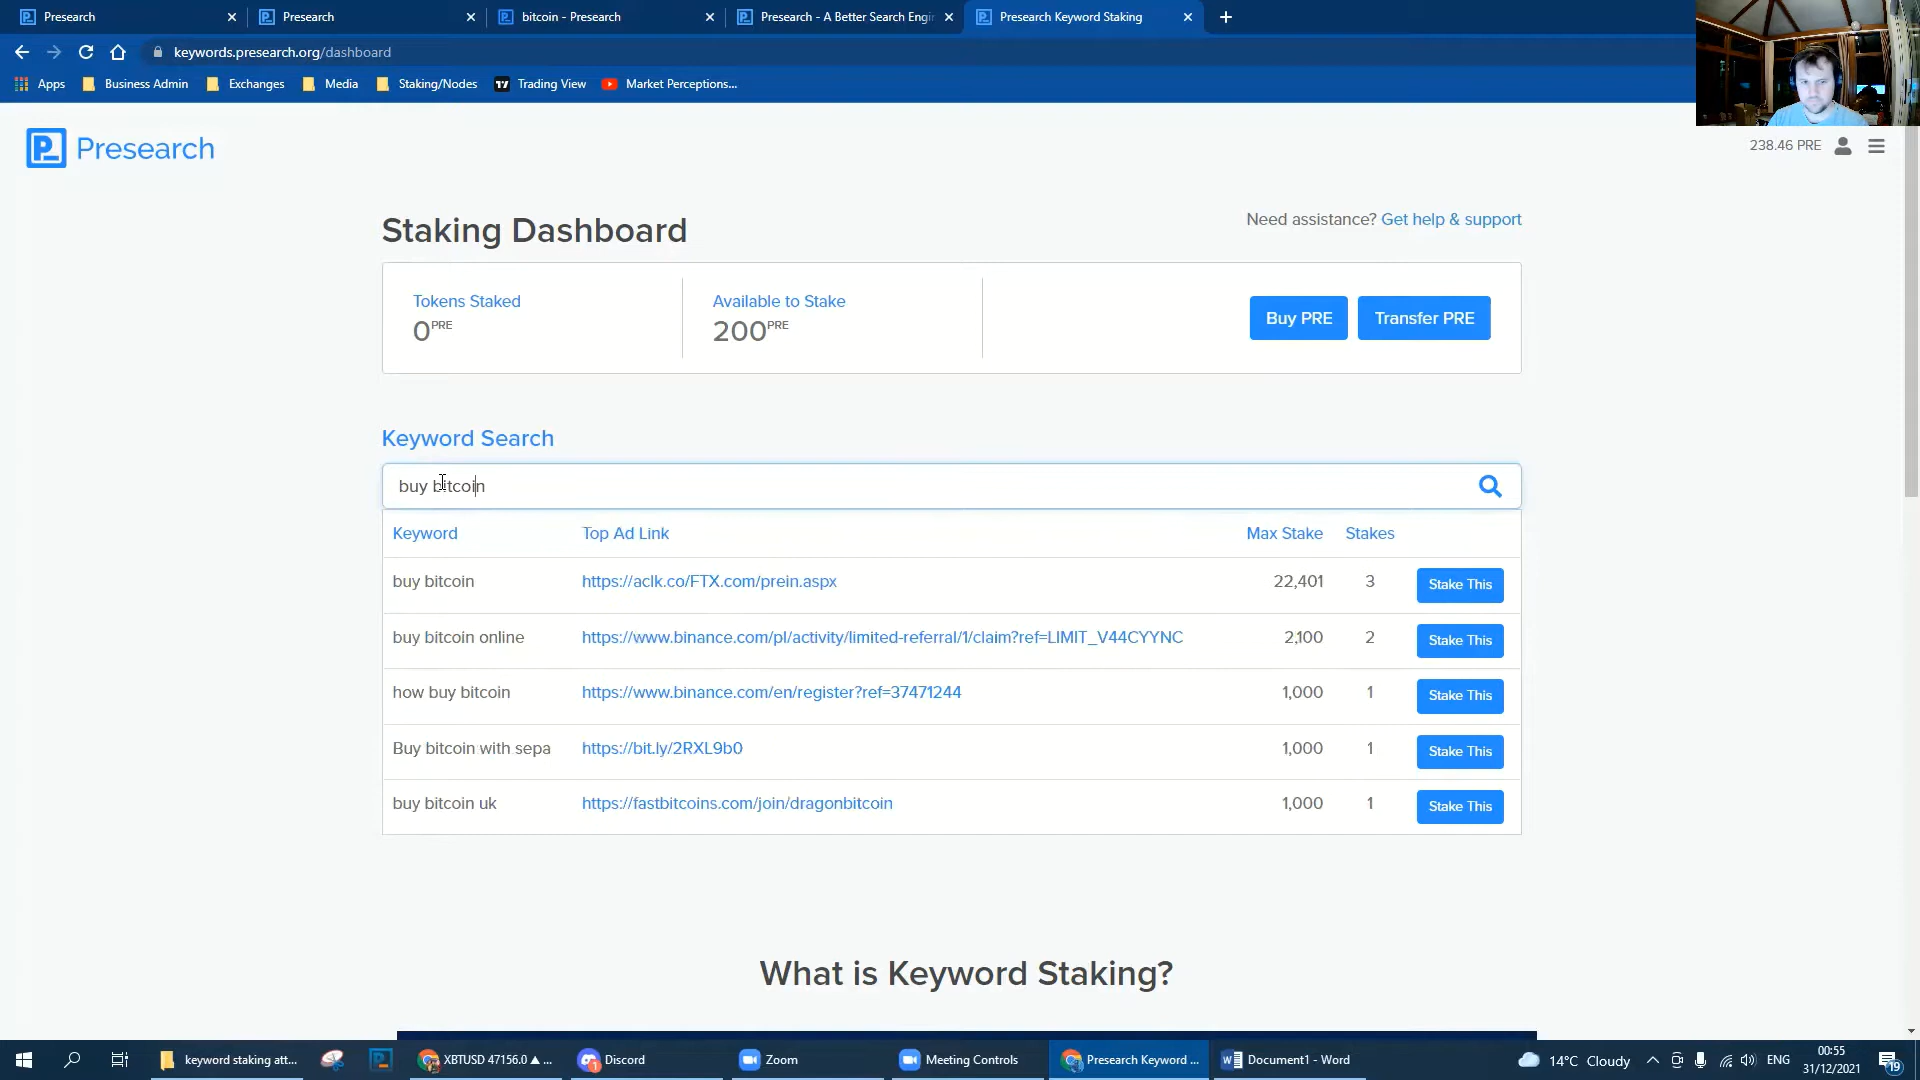 Presearch
Presearch
bitcoin - Presearch
Presearch - A Better Search Engin
Presearch Keyword Staking
keywords.presearch.org/dashboard
Apps
Business Admin
Exchanges
Media
Staking/Nodes
Trading View
Market Perceptions...
Presearch
238.46 PRE
Staking Dashboard
Need assistance? Get help & support
Tokens Staked
0 PRE
Available to Stake
200 PRE
Buy PRE
Transfer PRE
Keyword Search
buy bitcoin
Keyword Top Ad Link Max Stake Stakes
buy bitcoin https://aclk.co/FTX.com/prein.aspx 22,401 3 Stake This
buy bitcoin online https://www.binance.com/pl/activity/limited-referral/1/claim?ref=LIMIT_V44CYYNC 2,100 2 Stake This
how buy bitcoin https://www.binance.com/en/register?ref=37471244 1,000 1 Stake This
Buy bitcoin with sepa https://bit.ly/2RXL9b0 1,000 1 Stake This
buy bitcoin uk https://fastbitcoins.com/join/dragonbitcoin 1,000 1 Stake This
What is Keyword Staking?
keyword staking att...
XBTUSD 47156.0 ▲ ...
Discord
Zoom
Meeting Controls
Presearch Keyword ...
Document1 - Word
14°C Cloudy
ENG
00:55
31/12/2021
19